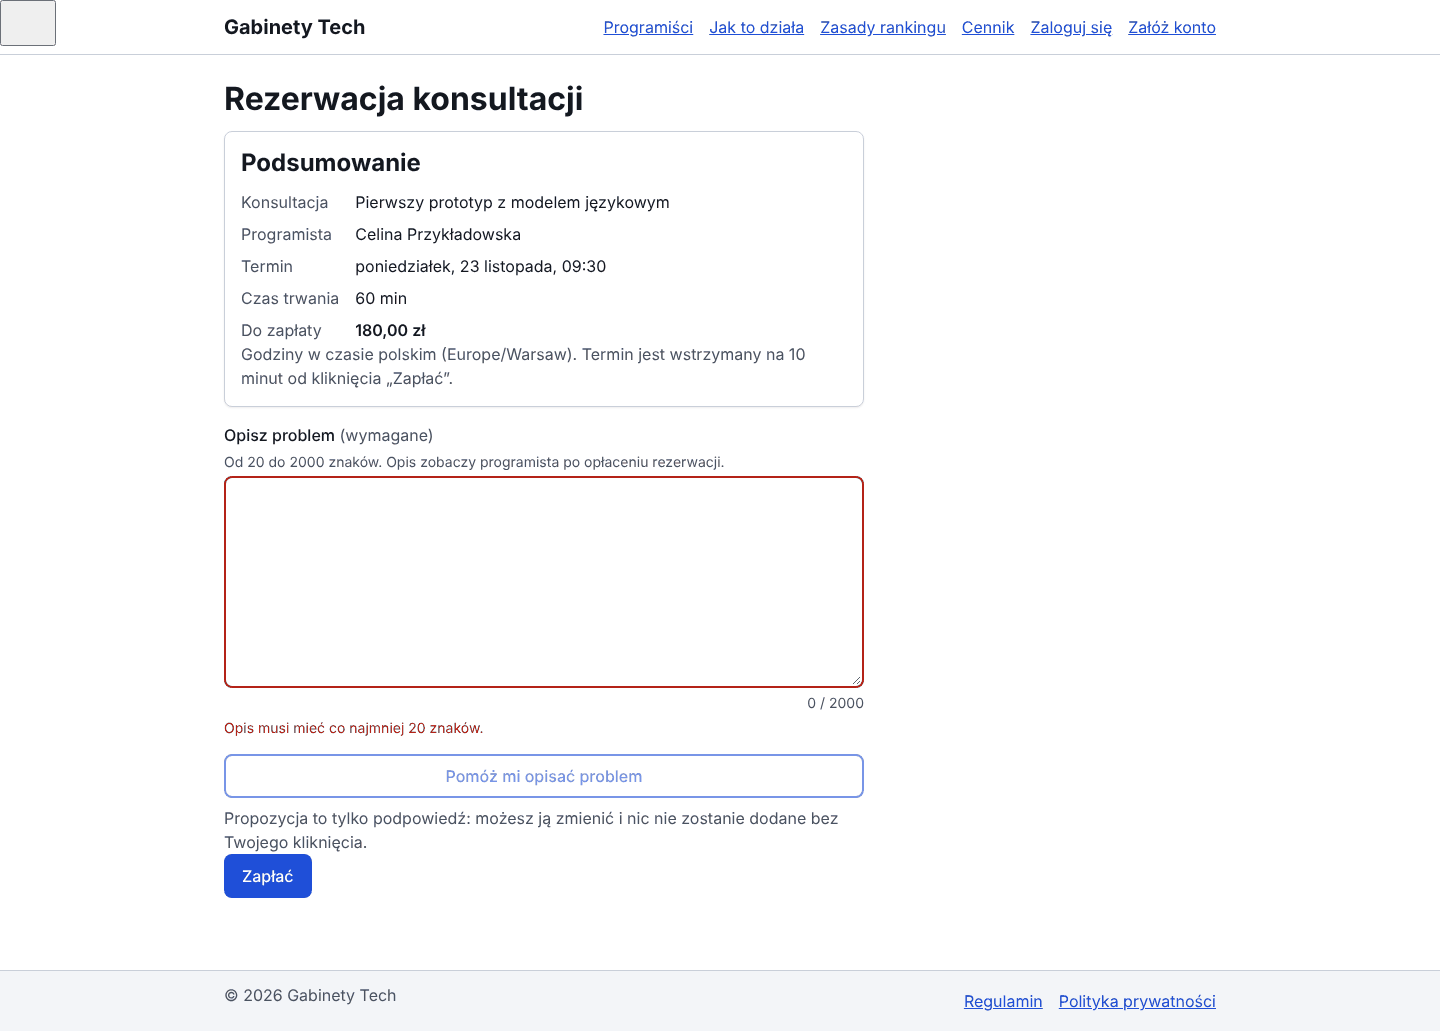 Gabinety Tech
Programiści Jak to działa Zasady rankingu Cennik Zaloguj się Załóż konto
Rezerwacja konsultacji
Podsumowanie
Konsultacja Pierwszy prototyp z modelem językowym
Programista Celina Przykładowska
Termin poniedziałek, 23 listopada, 09:30
Czas trwania 60 min
Do zapłaty 180,00 zł
Godziny w czasie polskim (Europe/Warsaw). Termin jest wstrzymany na 10
minut od kliknięcia „Zapłać”.
Opisz problem (wymagane)
Od 20 do 2000 znaków. Opis zobaczy programista po opłaceniu rezerwacji.
0 / 2000
Opis musi mieć co najmniej 20 znaków.
Pomóż mi opisać problem
Propozycja to tylko podpowiedź: możesz ją zmienić i nic nie zostanie dodane bez
Twojego kliknięcia.
Zapłać
© 2026 Gabinety Tech
Regulamin Polityka prywatności